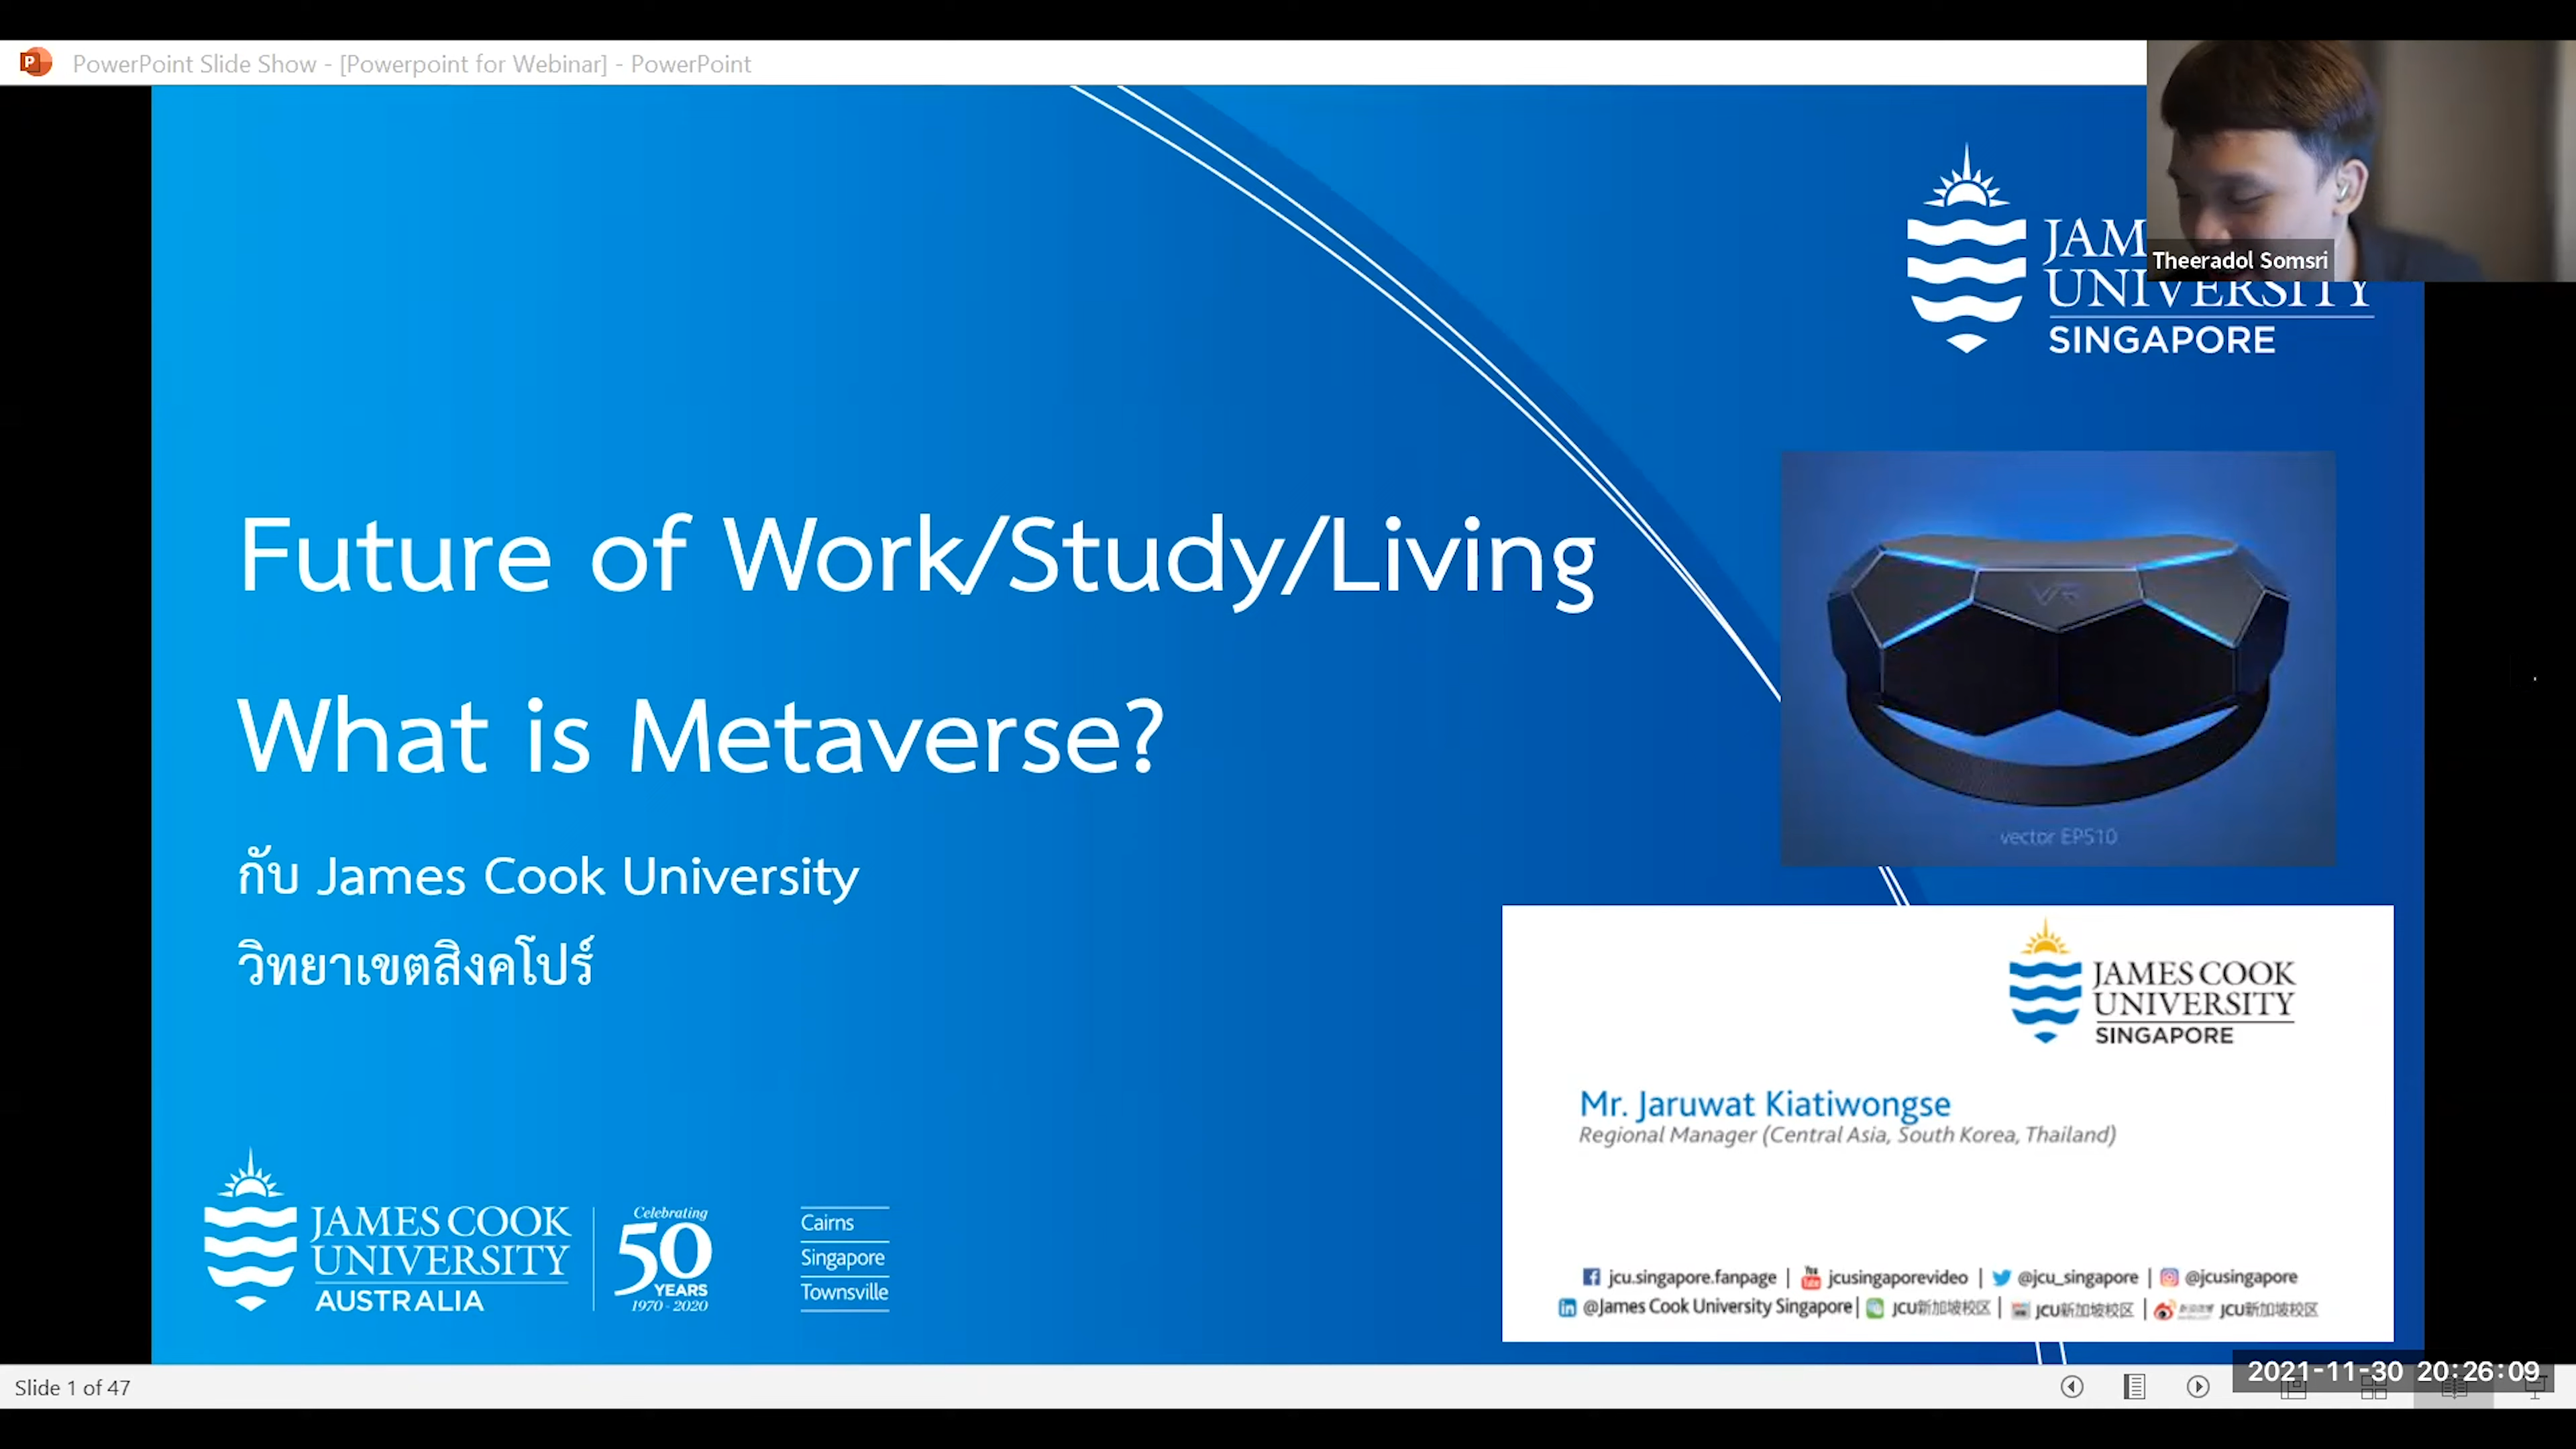 PowerPoint Slide Show - [Powerpoint for Webinar] - PowerPoint
Theeradol Somsri
UNIVERSITY
SINGAPORE
Future of Work/Study/Living
What is Metaverse?
กับ James Cook University
วิทยาเขตสิงคโปร์
VR
vector EPS10
JAMES COOK
UNIVERSITY
SINGAPORE
Mr. Jaruwat Kiatiwongse
Regional Manager (Central Asia, South Korea, Thailand)
jcu.singapore.fanpage | jcusingaporevideo | @jcu_singapore | @jcusingapore
@James Cook University Singapore | JCU新加坡校区 | JCU新加坡校区 | JCU新加坡校区
JAMES COOK
UNIVERSITY
AUSTRALIA
Celebrating
50
YEARS
1970 - 2020
Cairns
Singapore
Townsville
Slide 1 of 47
2021-11-30 20:26:09